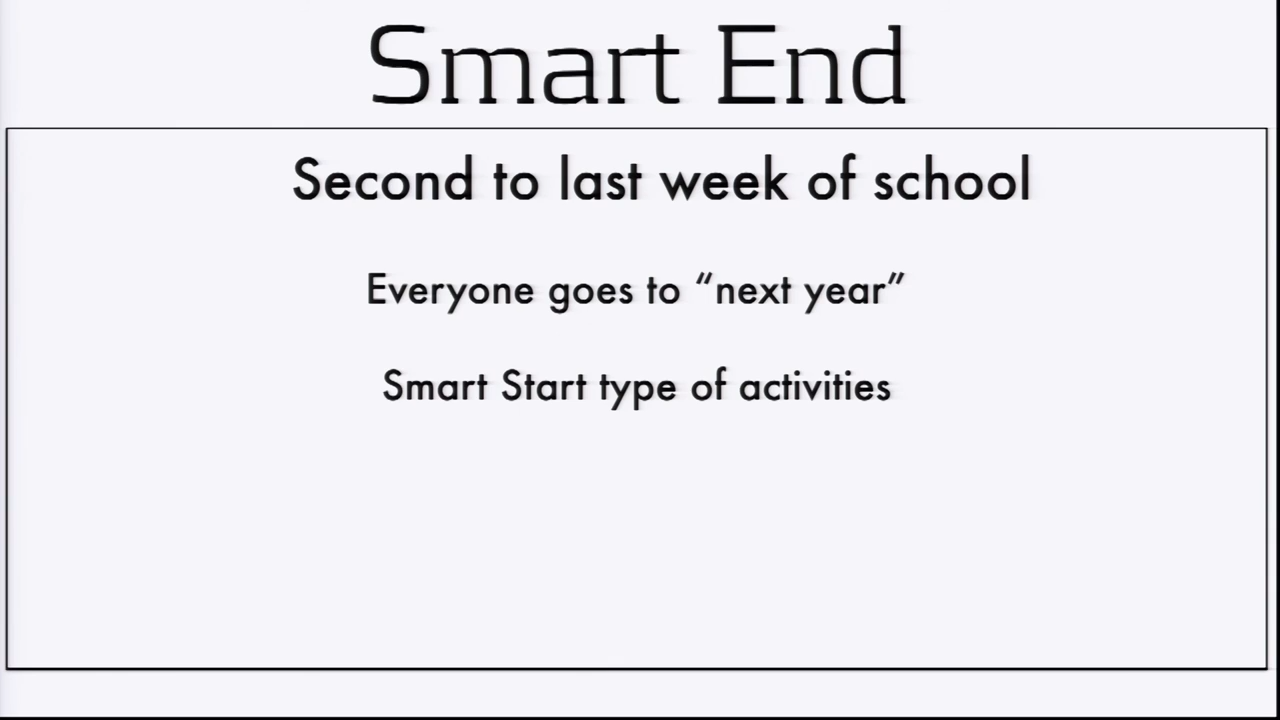 Smart End
Second to last week of school
Everyone goes to “next year”
Smart Start type of activities